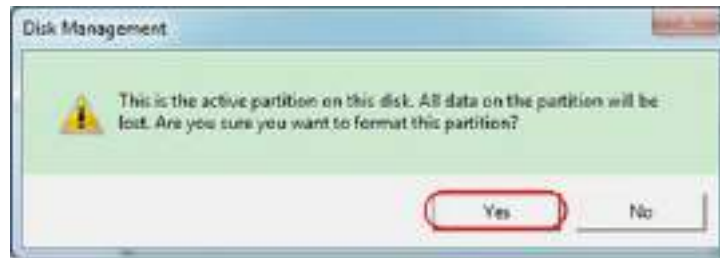 Disk Management
This is the active partition on this disk. All data on the partition will be
lost. Are you sure you want to format this partition?
Yes
No